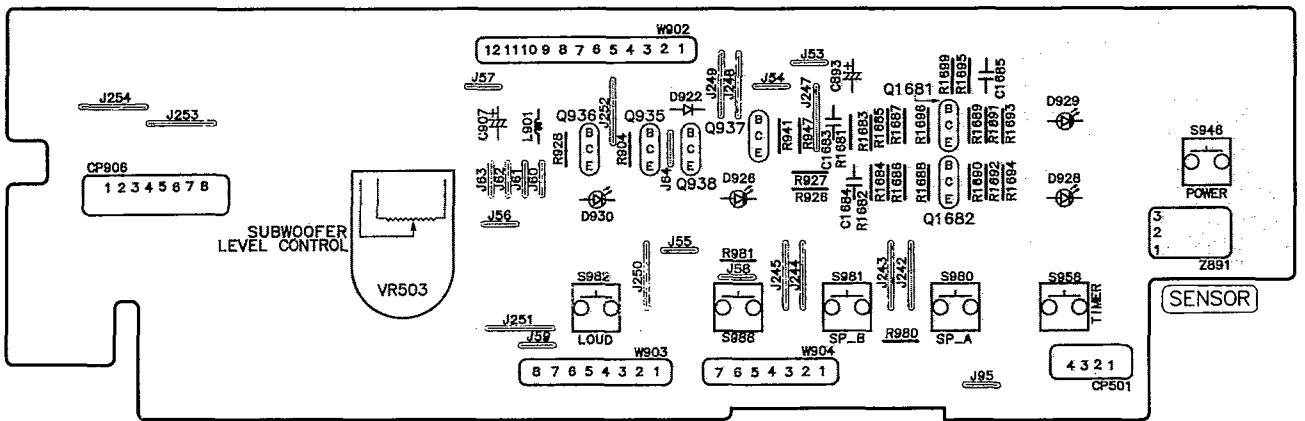 W902
12 11 10 9 8 7 6 5 4 3 2 1
J53
J57
J254
J253
C907
L901
Q936
J252
Q935
D922
J249
J248
Q937
J54
J247
C893
Q1681
R1699
R1695
C1685
D929
S946
POWER
R928
B C E
R904
B C E
J64
B C E
Q938
B C E
R941
R947
C1683
R1681
R1683
R1685
R1687
R1696
B C E
R1689
R1691
R1693
CP906
1 2 3 4 5 6 7 8
J63
J62
J61
J60
D930
D926
R927
R926
C1684
R1682
R1684
R1686
R1688
B C E
Q1682
R1690
R1692
R1694
D928
J56
SUBWOOFER
LEVEL CONTROL
VR503
J55
J250
R981
J58
J245
J244
J243
J242
3
2
1
Z891
SENSOR
S982
LOUD
S988
S981
SP_B
R980
S980
SP_A
S958
TIMER
J251
J59
W903
8 7 6 5 4 3 2 1
W904
7 6 5 4 3 2 1
J95
4 3 2 1
CP501